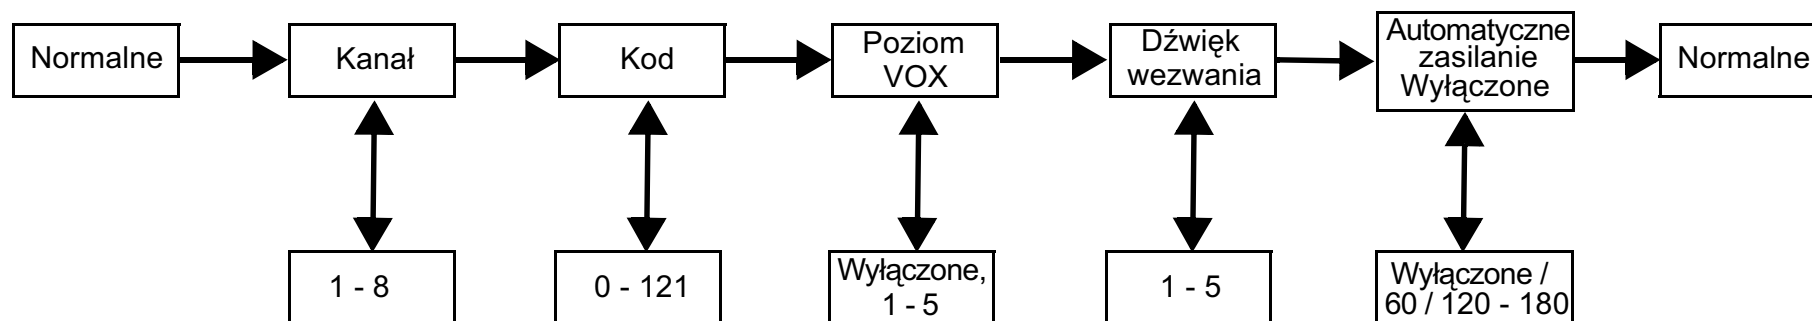 Normalne
Kanał
Kod
Poziom
VOX
Dźwięk
wezwania
Automatyczne
zasilanie
Wyłączone
Normalne
1 - 8
0 - 121
Wyłączone,
1 - 5
1 - 5
Wyłączone /
60 / 120 - 180